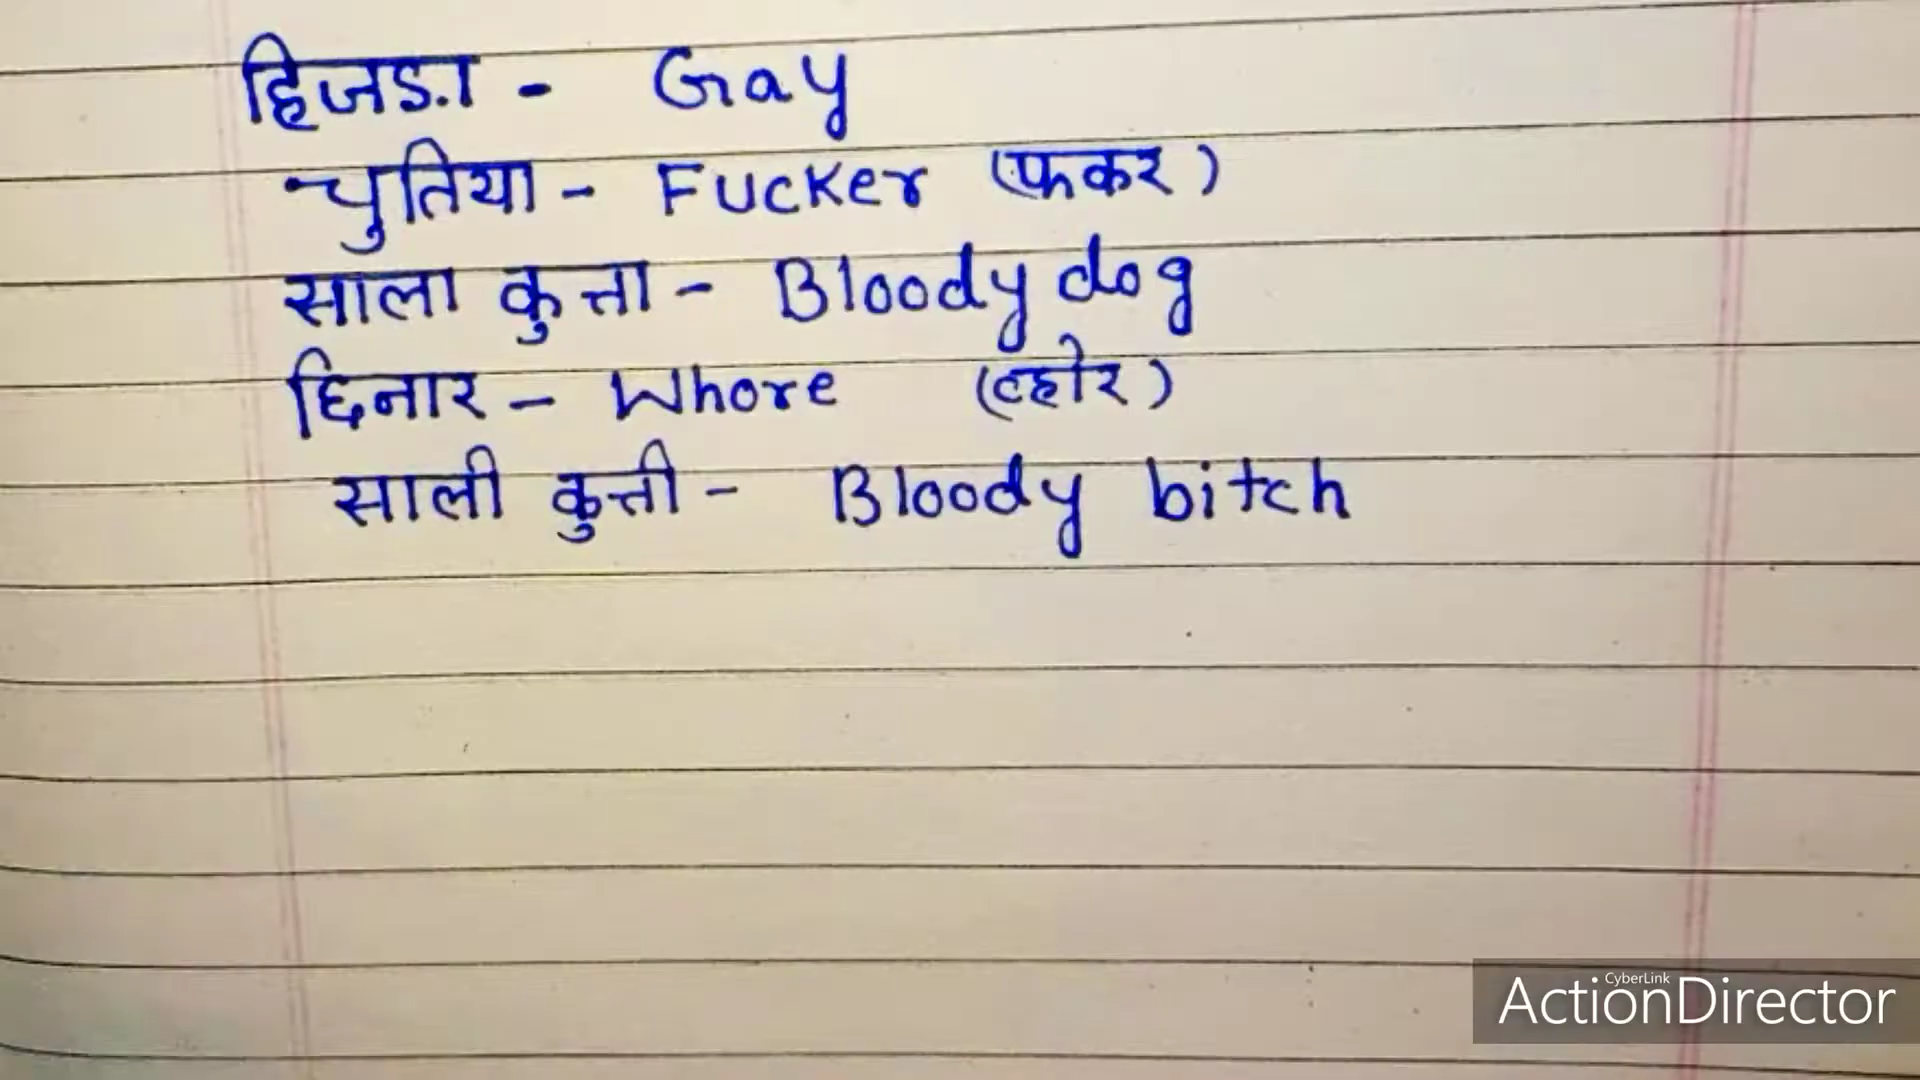 हिजड़ा - Gay
चुतिया - Fucker (फकर)
साला कुत्ता - Bloody dog
छिनार - Whore (व्होर)
साली कुत्ती - Bloody bitch
CyberLink
ActionDirector